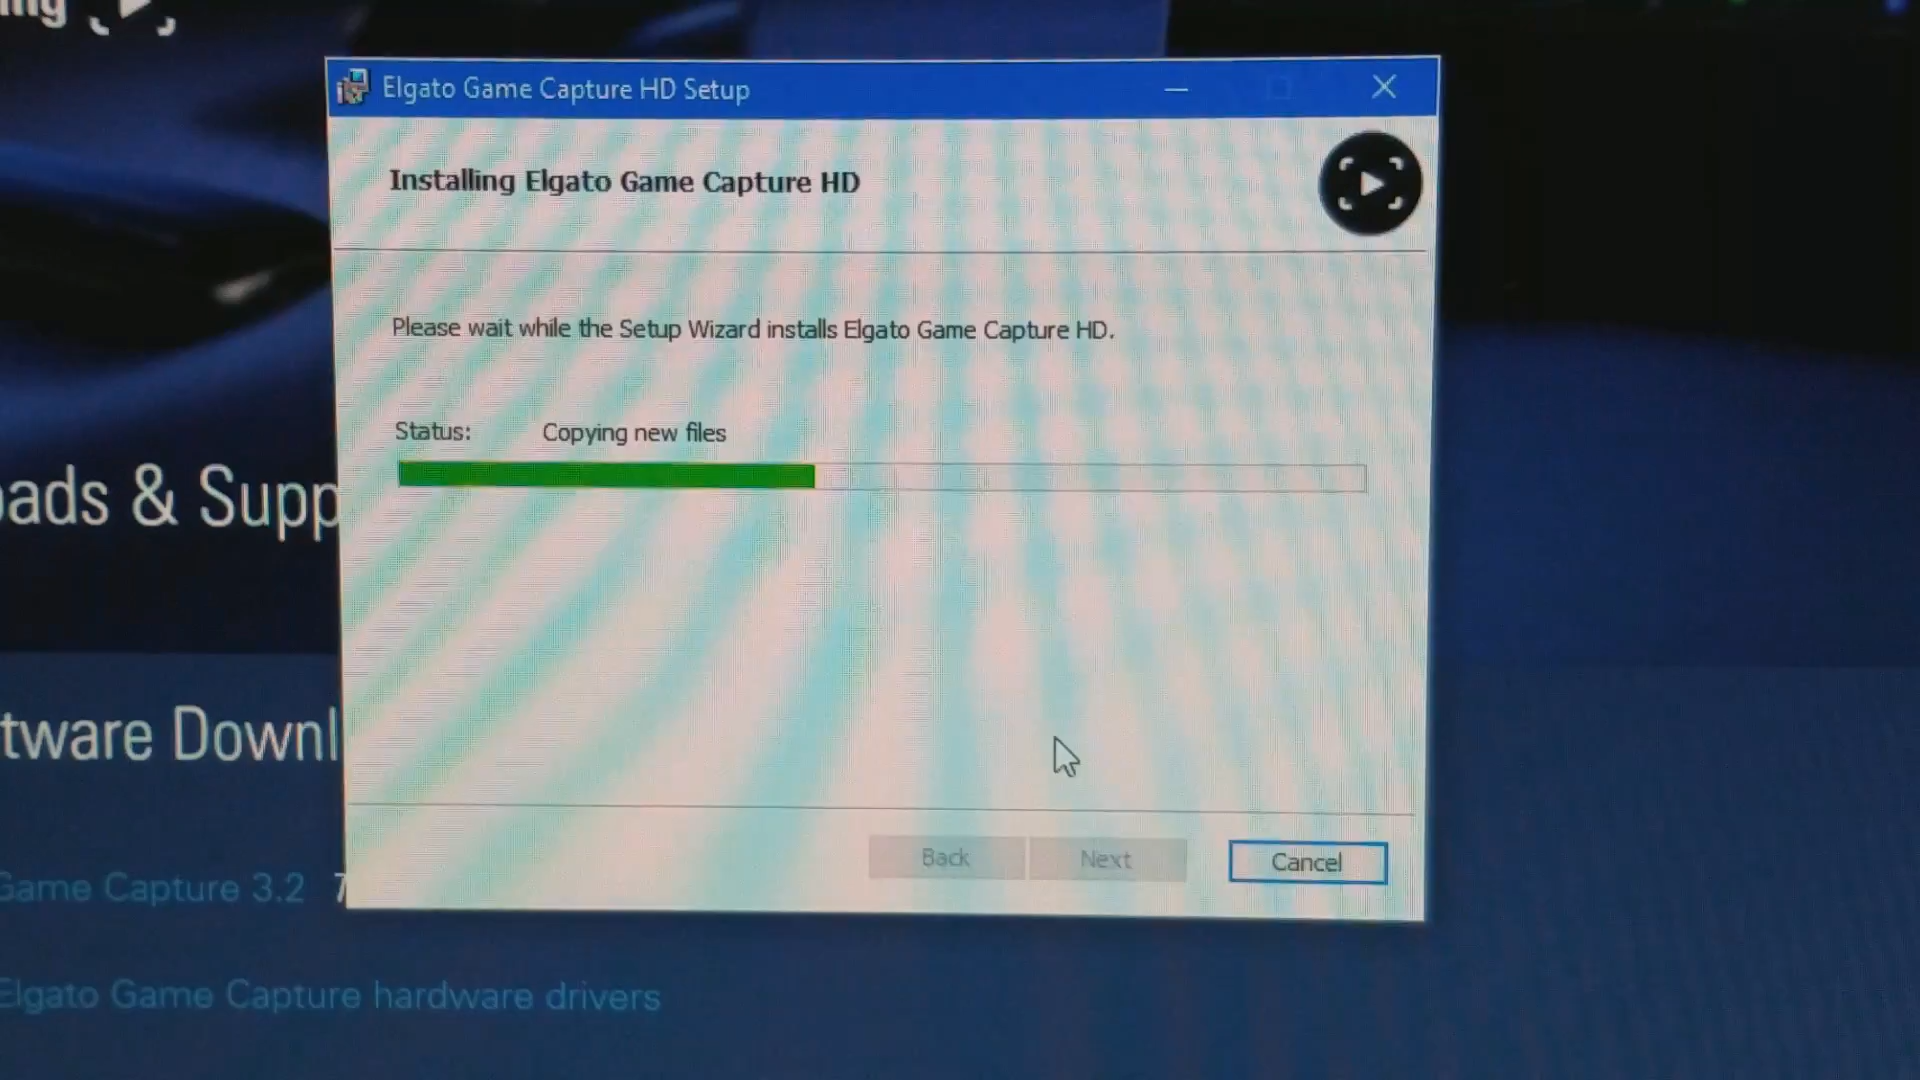 Elgato Game Capture HD Setup
Installing Elgato Game Capture HD
Please wait while the Setup Wizard installs Elgato Game Capture HD.
Status: Copying new files
Back Next Cancel
oads & Supp
tware Downl
Game Capture 3.2 7
Elgato Game Capture hardware drivers